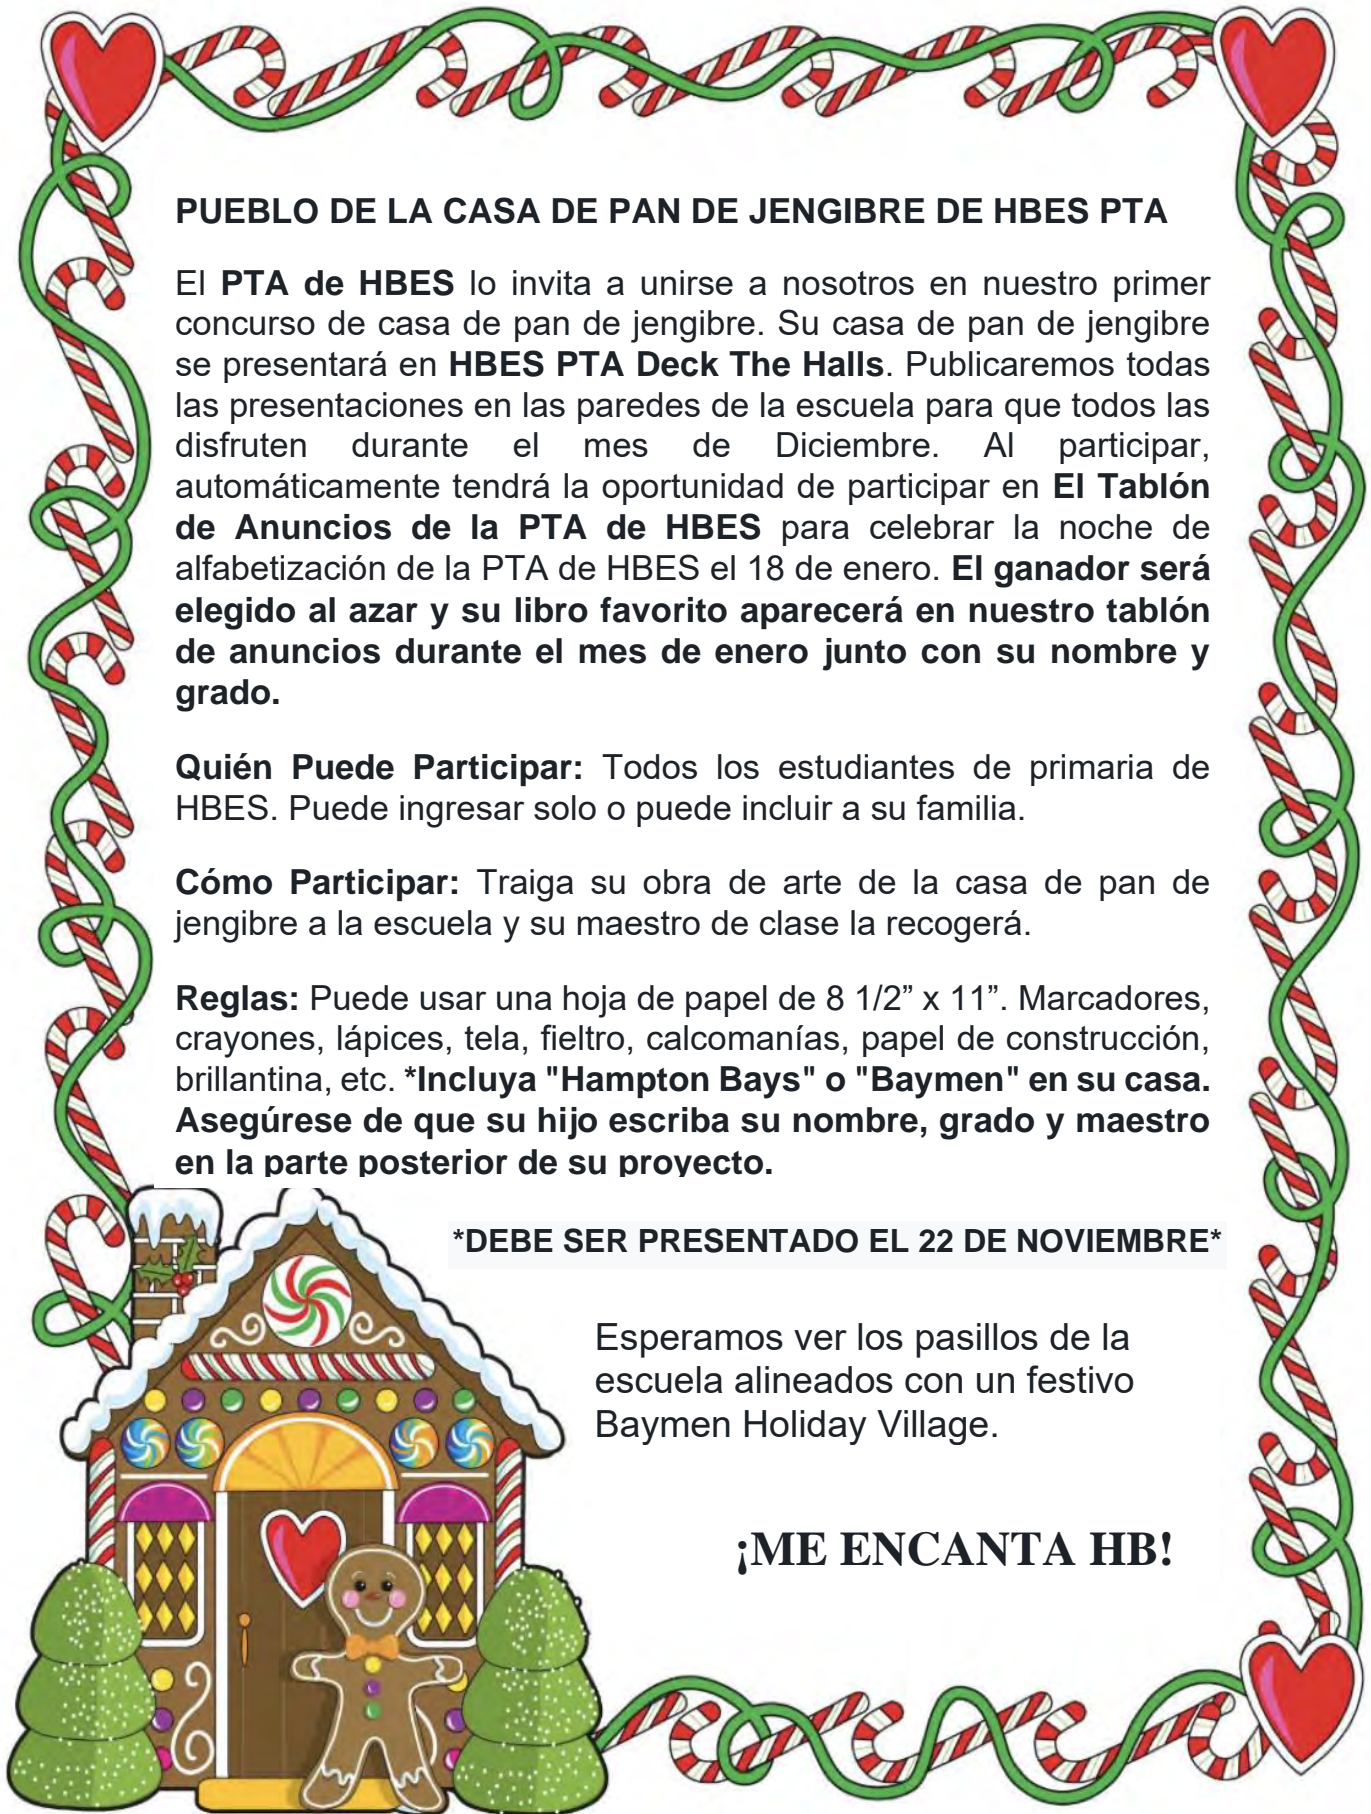 PUEBLO DE LA CASA DE PAN DE JENGIBRE DE HBES PTA
El PTA de HBES lo invita a unirse a nosotros en nuestro primer
concurso de casa de pan de jengibre. Su casa de pan de jengibre
se presentará en HBES PTA Deck The Halls. Publicaremos todas
las presentaciones en las paredes de la escuela para que todos las
disfruten durante el mes de Diciembre. Al participar,
automáticamente tendrá la oportunidad de participar en El Tablón
de Anuncios de la PTA de HBES para celebrar la noche de
alfabetización de la PTA de HBES el 18 de enero. El ganador será
elegido al azar y su libro favorito aparecerá en nuestro tablón
de anuncios durante el mes de enero junto con su nombre y
grado.
Quién Puede Participar: Todos los estudiantes de primaria de
HBES. Puede ingresar solo o puede incluir a su familia.
Cómo Participar: Traiga su obra de arte de la casa de pan de
jengibre a la escuela y su maestro de clase la recogerá.
Reglas: Puede usar una hoja de papel de 8 1/2” x 11”. Marcadores,
crayones, lápices, tela, fieltro, calcomanías, papel de construcción,
brillantina, etc. *Incluya "Hampton Bays" o "Baymen" en su casa.
Asegúrese de que su hijo escriba su nombre, grado y maestro
en la parte posterior de su proyecto.
*DEBE SER PRESENTADO EL 22 DE NOVIEMBRE*
Esperamos ver los pasillos de la
escuela alineados con un festivo
Baymen Holiday Village.
¡ME ENCANTA HB!